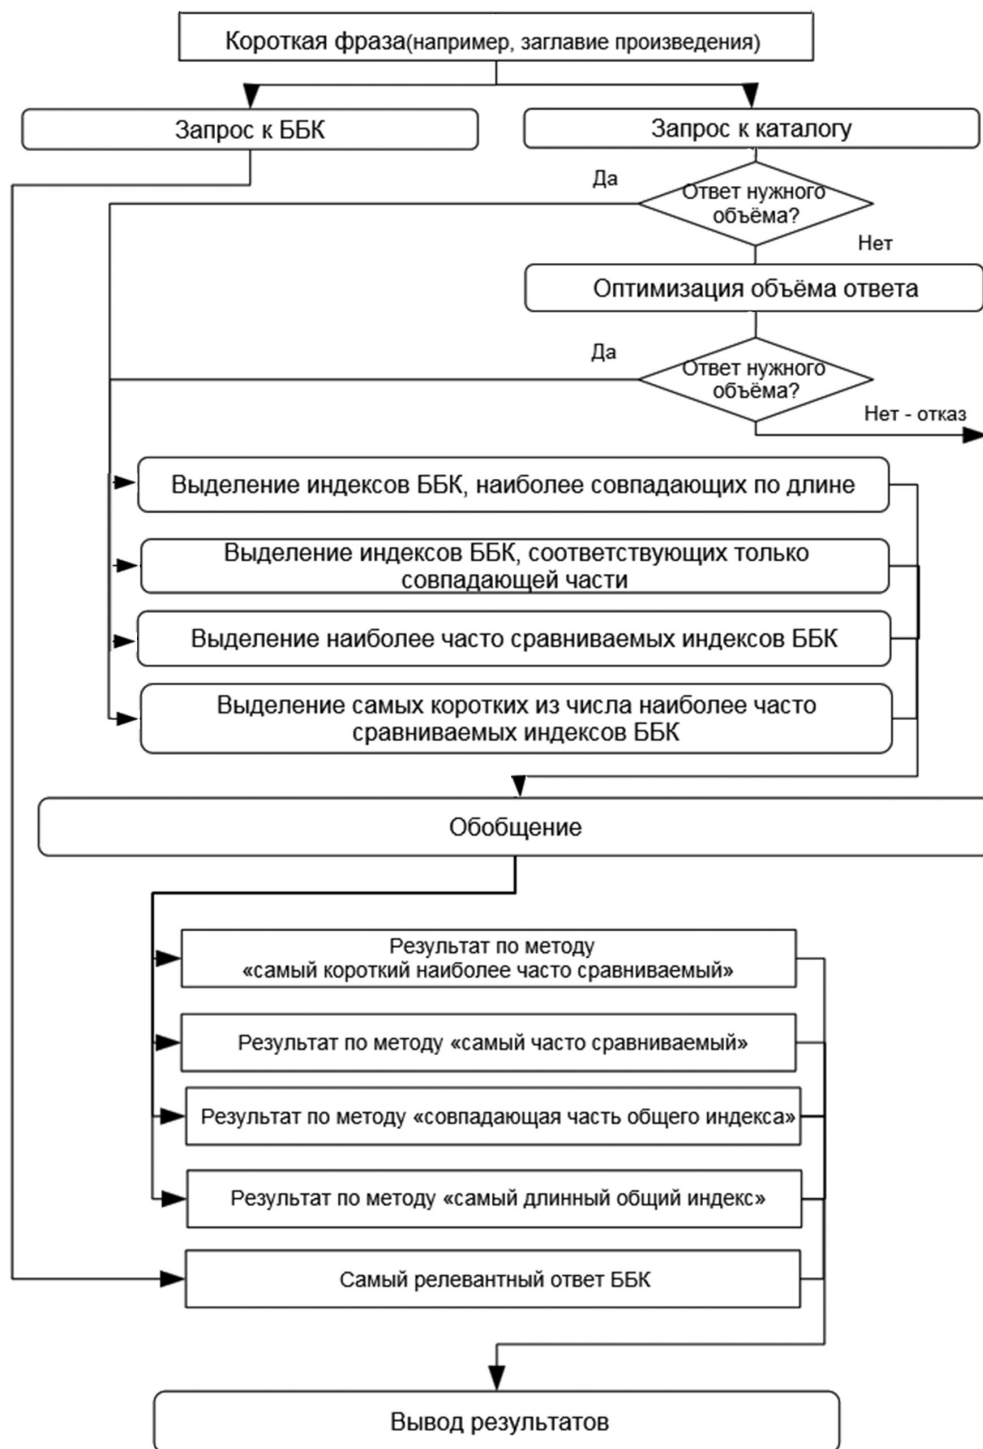 Короткая фраза(например, заглавие произведения)
Запрос к ББК
Запрос к каталогу
Да
Ответ нужного
объёма?
Нет
Оптимизация объёма ответа
Да
Ответ нужного
объёма?
Нет - отказ
Выделение индексов ББК, наиболее совпадающих по длине
Выделение индексов ББК, соответствующих только
совпадающей части
Выделение наиболее часто сравниваемых индексов ББК
Выделение самых коротких из числа наиболее часто
сравниваемых индексов ББК
Обобщение
Результат по методу
«самый короткий наиболее часто сравниваемый»
Результат по методу «самый часто сравниваемый»
Результат по методу «совпадающая часть общего индекса»
Результат по методу «самый длинный общий индекс»
Самый релевантный ответ ББК
Вывод результатов